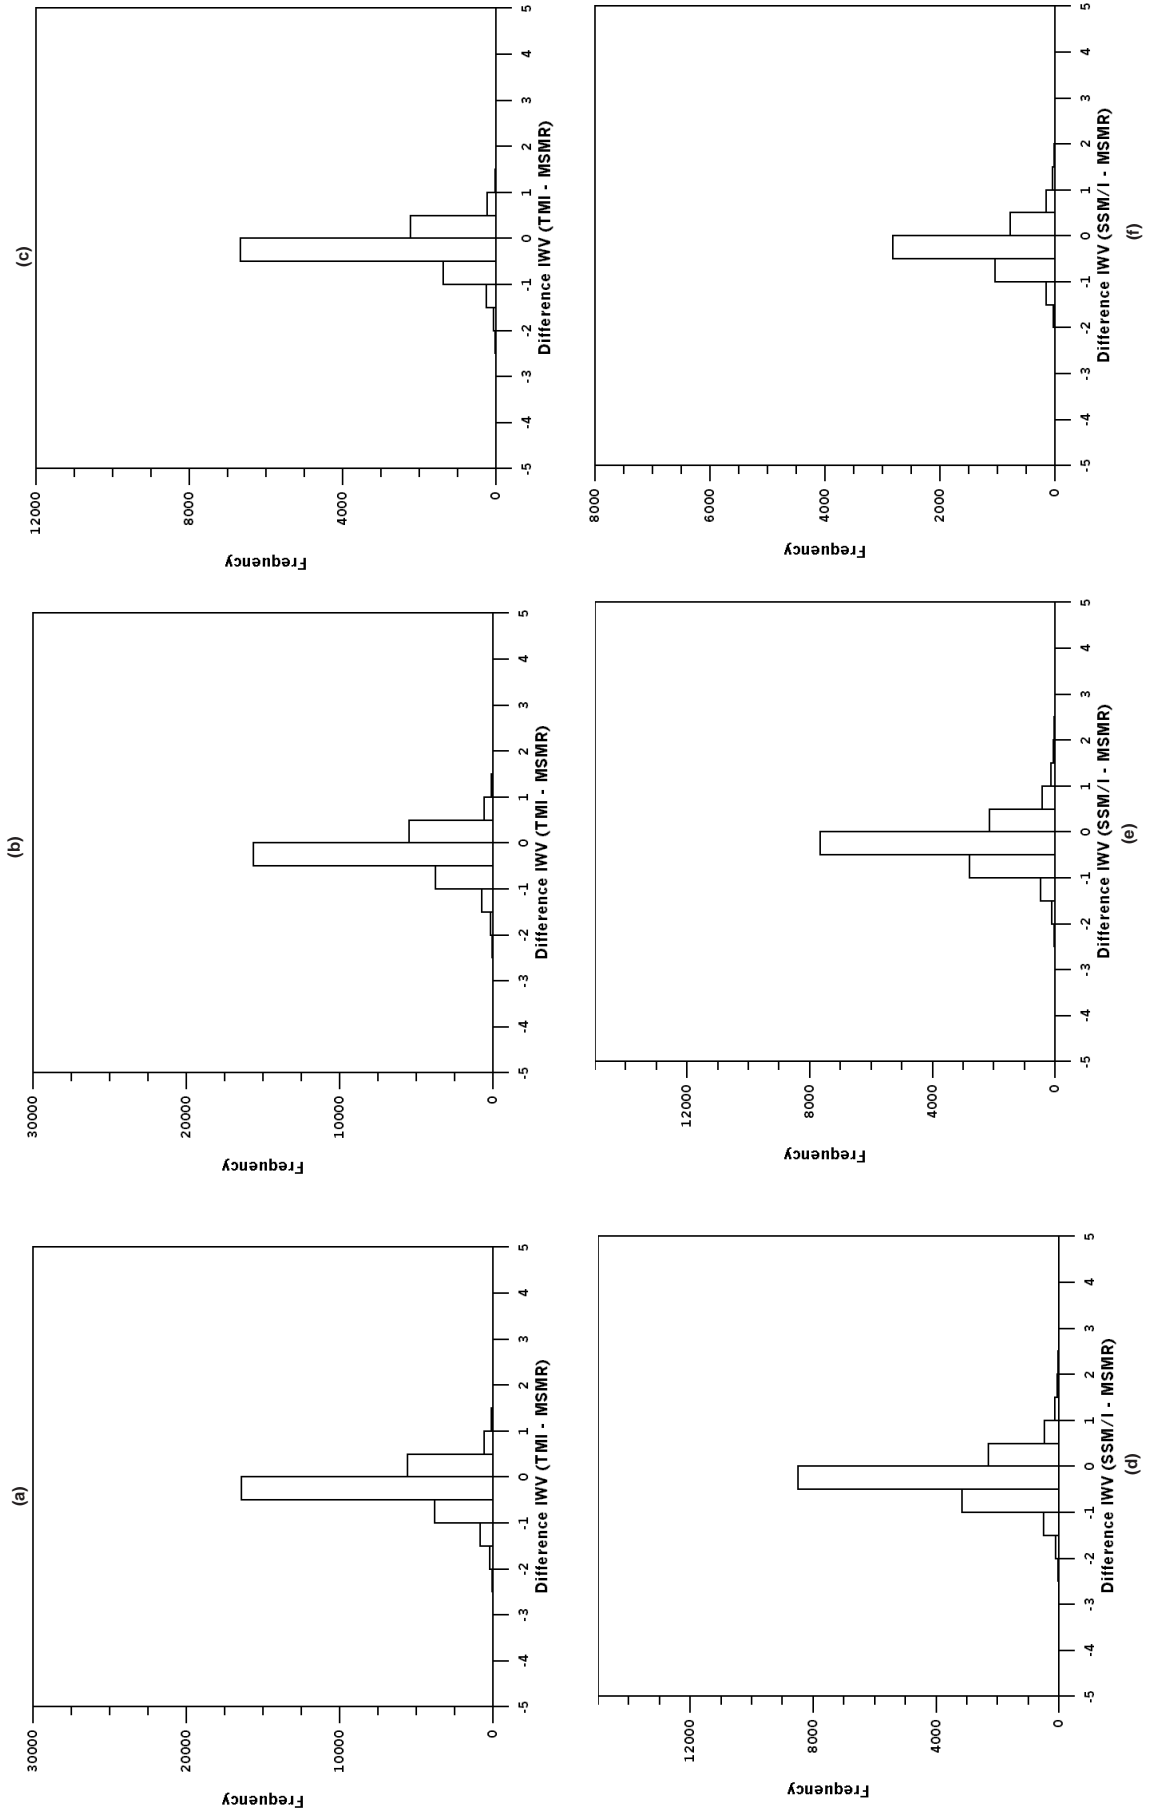 (a)
30000
20000
10000
0
Frequency
-5 -4 -3 -2 -1 0 1 2 3 4 5
Difference IWV (TMI - MSMR)
(b)
30000
20000
10000
0
Frequency
-5 -4 -3 -2 -1 0 1 2 3 4 5
Difference IWV (TMI - MSMR)
(c)
12000
8000
4000
0
Frequency
-5 -4 -3 -2 -1 0 1 2 3 4 5
Difference IWV (TMI - MSMR)
12000
8000
4000
0
Frequency
-5 -4 -3 -2 -1 0 1 2 3 4 5
Difference IWV (SSM/I - MSMR)
(d)
12000
8000
4000
0
Frequency
-5 -4 -3 -2 -1 0 1 2 3 4 5
Difference IWV (SSM/I - MSMR)
(e)
8000
6000
4000
2000
0
Frequency
-5 -4 -3 -2 -1 0 1 2 3 4 5
Difference IWV (SSM/I - MSMR)
(f)